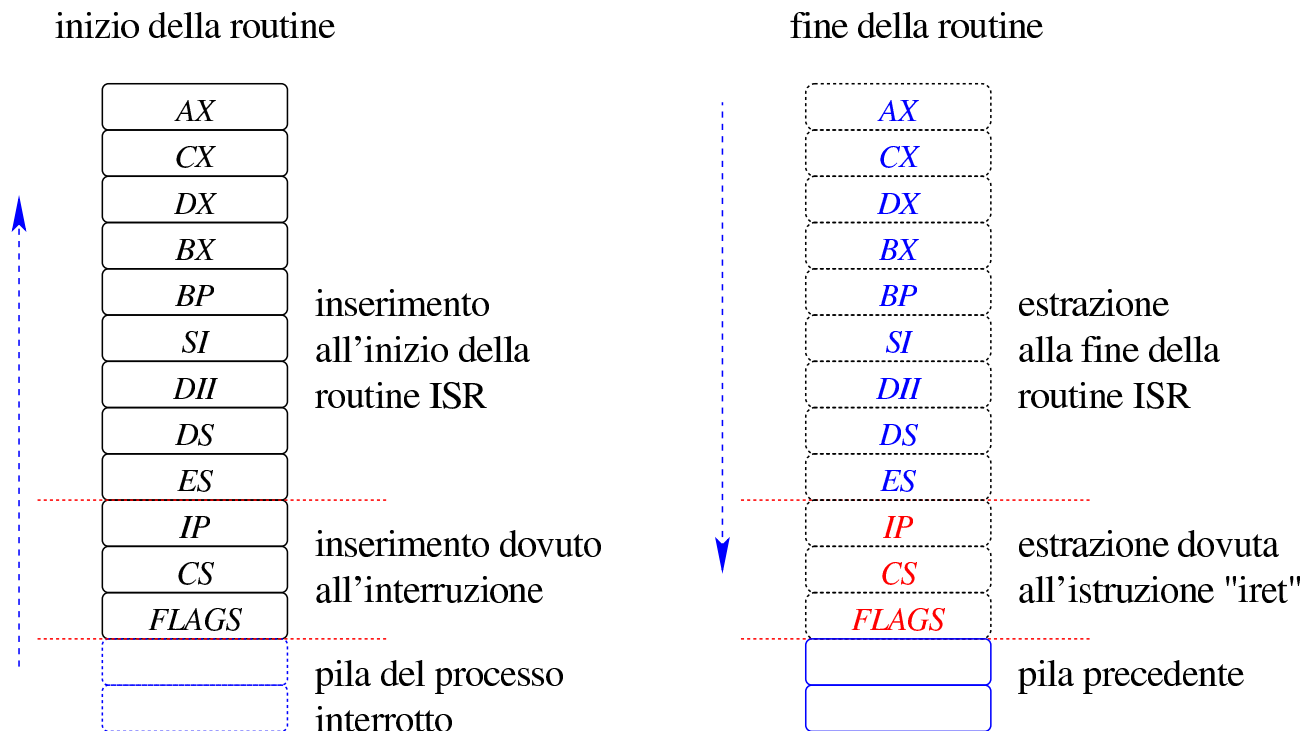 inizio della routine
AX
CX
DX
BX
BP
SI
DII
DS
ES
IP
CS
FLAGS
inserimento
all'inizio della
routine ISR
inserimento dovuto
all'interruzione
pila del processo
interrotto
fine della routine
AX
CX
DX
BX
BP
SI
DII
DS
ES
IP
CS
FLAGS
estrazione
alla fine della
routine ISR
estrazione dovuta
all'istruzione "iret"
pila precedente